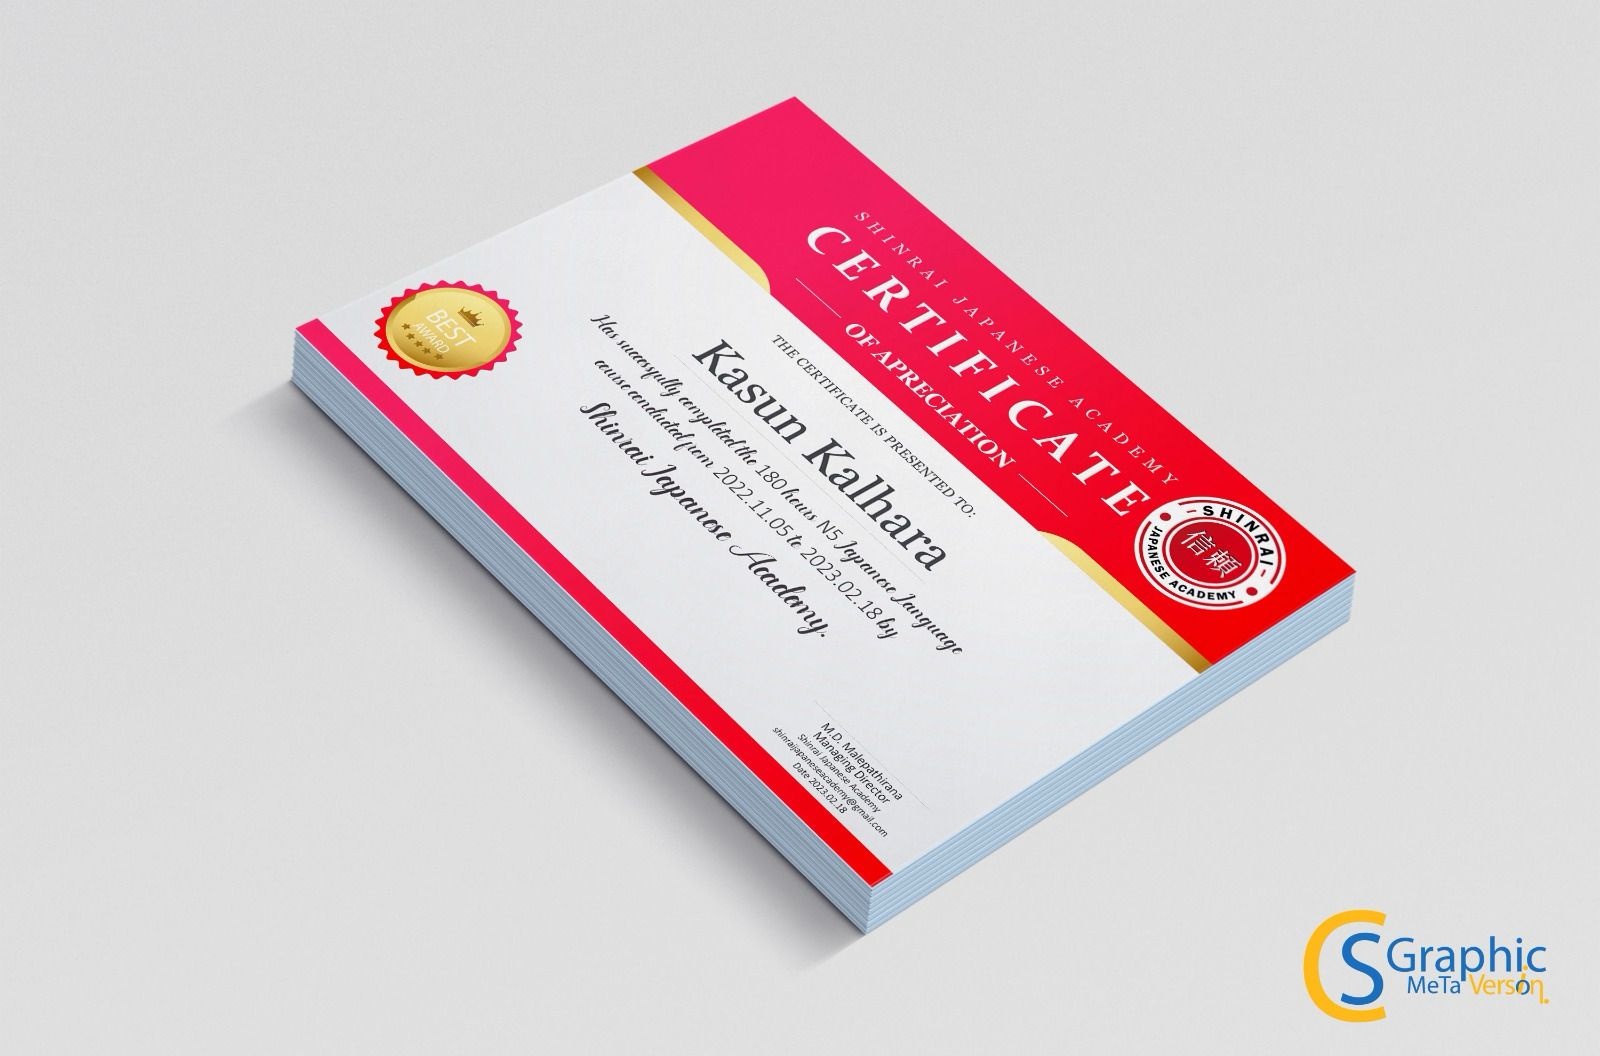 SHINRAI JAPANESE ACADEMY
CERTIFICATE
OF APRECIATION
SHINRAI
信頼
JAPANESE ACADEMY
THE CERTIFICATE IS PRESENTED TO:
Kasun Kalhara
Has successfully completed the 180 hours N5 Japanese Language
course conducted from 2022.11.05 to 2023.02.18 by
Shinrai Japanese Academy.
BEST
AWARD
M.D. Malepathirana
Managing Director
Shinrai Japanese Academy
shinraijapaneseacademy@gmail.com
Date 2023.02.18
CS Graphic
MeTa Version.